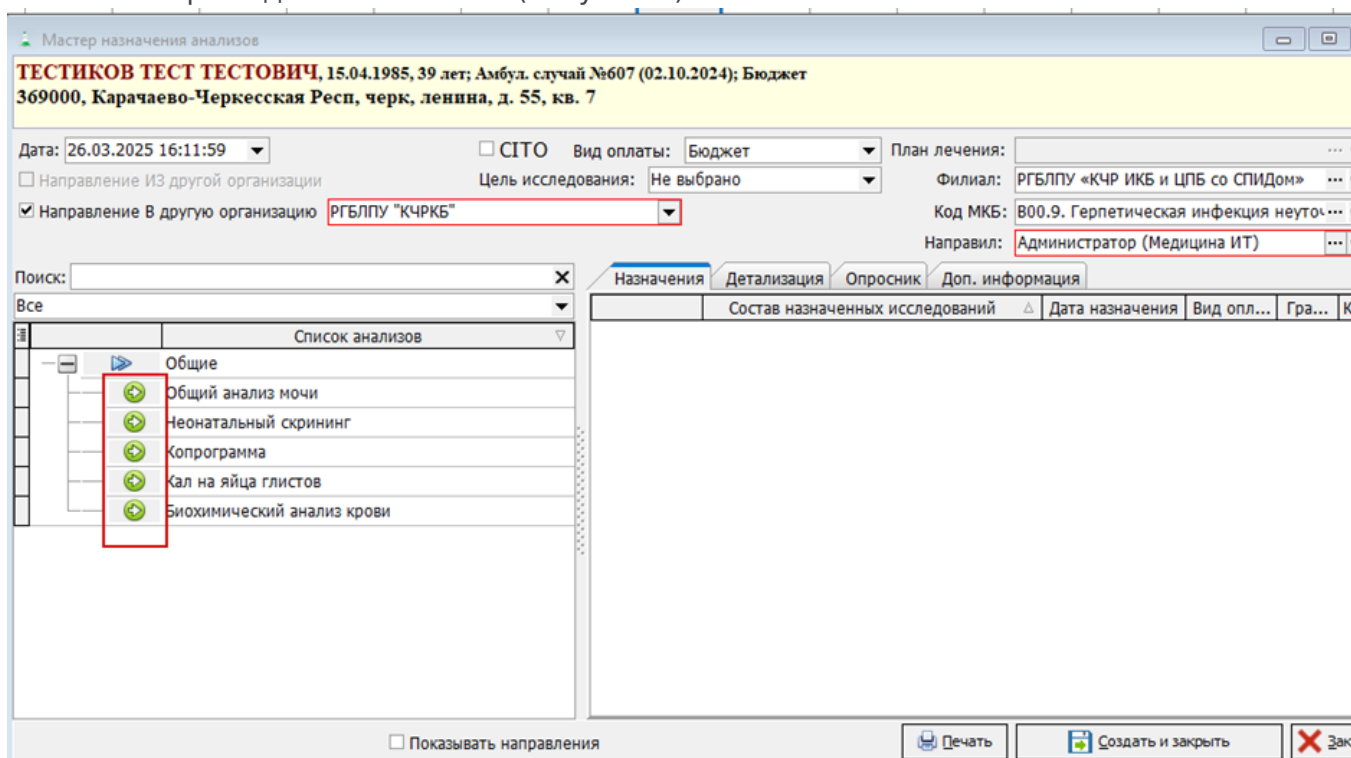 Мастер назначения анализов
ТЕСТИКОВ ТЕСТ ТЕСТОВИЧ, 15.04.1985, 39 лет; Амбул. случай №607 (02.10.2024); Бюджет
369000, Карачаево-Черкесская Респ, черк, ленина, д. 55, кв. 7
Дата: 26.03.2025 16:11:59 CITO Вид оплаты: Бюджет План лечения:
Направление ИЗ другой организации Цель исследования: Не выбрано Филиал: РГБЛПУ «КЧР ИКБ и ЦПБ со СПИДом»
Направление В другую организацию РГБЛПУ "КЧРКБ" Код МКБ: B00.9. Герпетическая инфекция неуточ
Направил: Администратор (Медицина ИТ)
Поиск: Назначения Детализация Опросник Доп. информация
Все Состав назначенных исследований Дата назначения Вид опл... Гра... К
Список анализов
Общие
Общий анализ мочи
Неонатальный скрининг
Копрограмма
Кал на яйца глистов
Биохимический анализ крови
Показывать направления Печать Создать и закрыть Зак